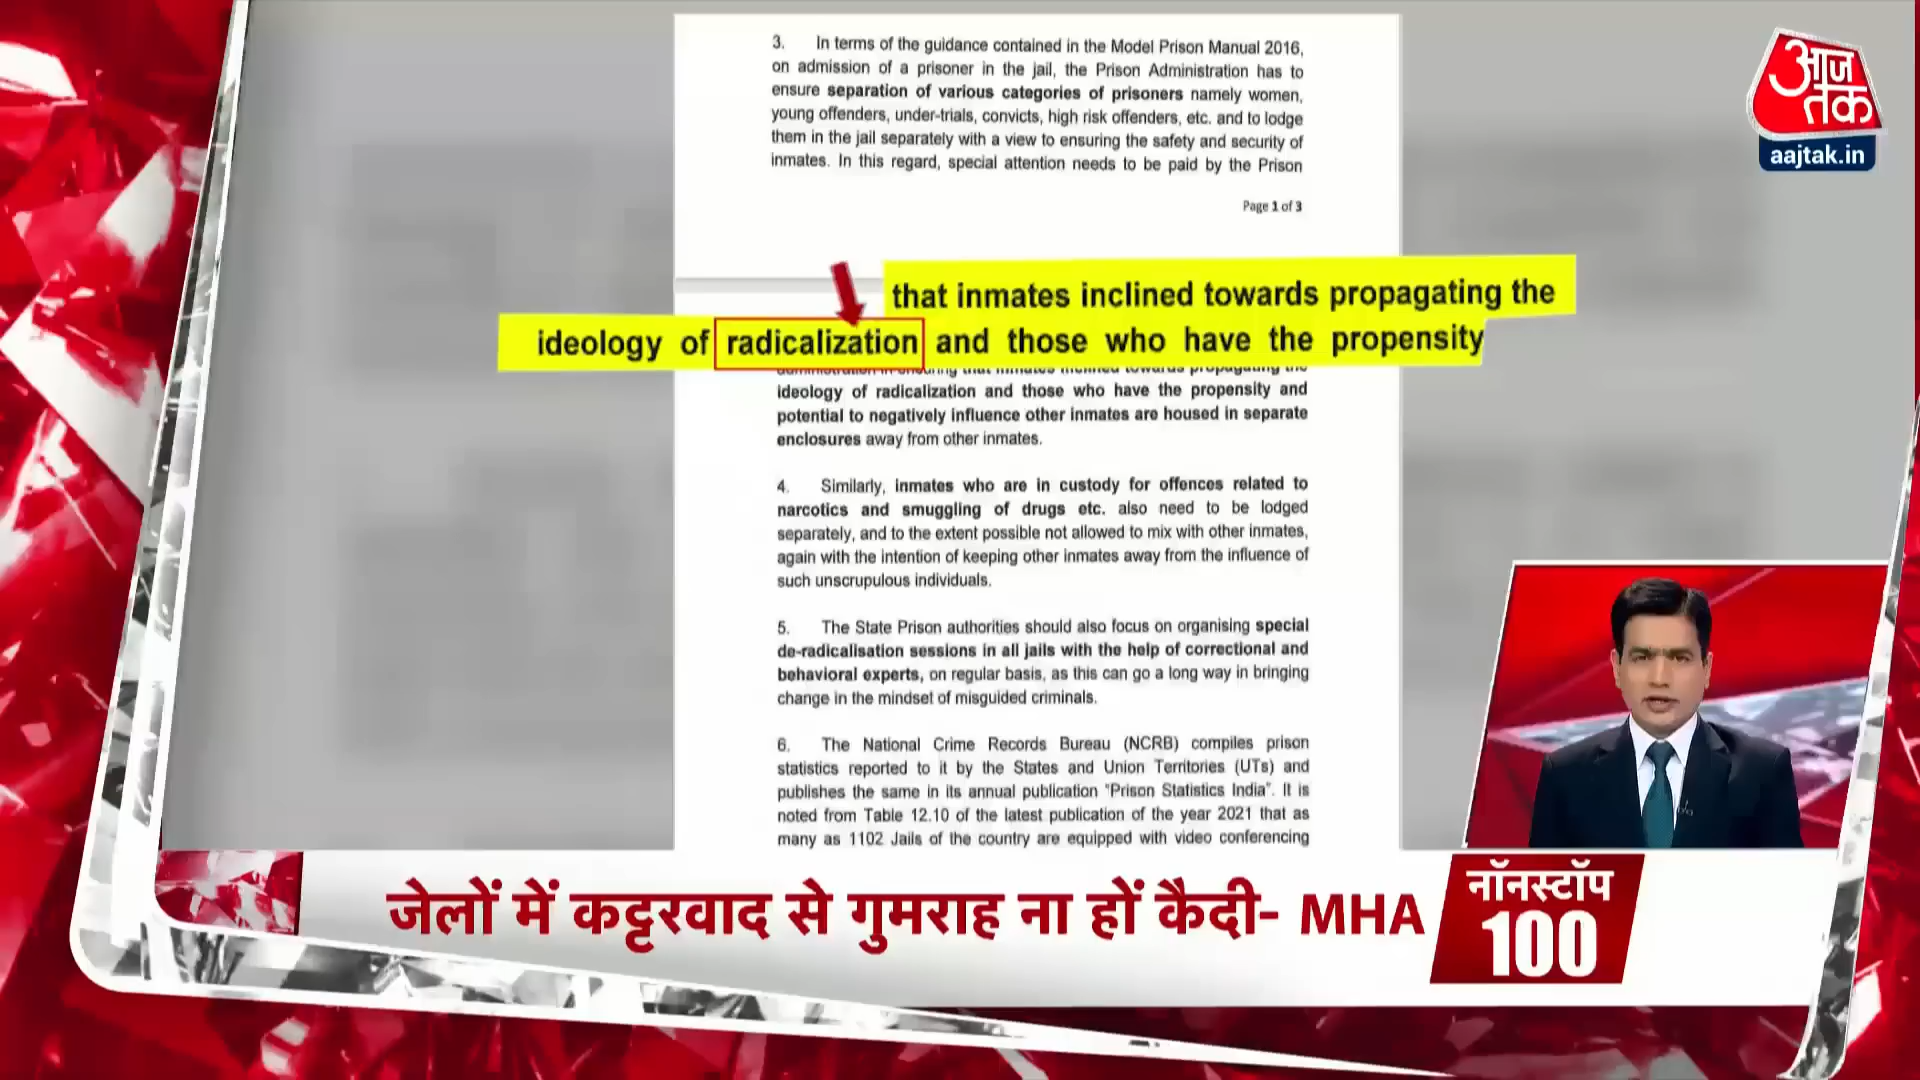 3. In terms of the guidance contained in the Model Prison Manual 2016,
on admission of a prisoner in the jail, the Prison Administration has to
ensure separation of various categories of prisoners namely women,
young offenders, under-trials, convicts, high risk offenders, etc. and to lodge
them in the jail separately with a view to ensuring the safety and security of
inmates. In this regard, special attention needs to be paid by the Prison
Page 1 of 3
that inmates inclined towards propagating the
ideology of radicalization and those who have the propensity
ideology of radicalization and those who have the propensity and
potential to negatively influence other inmates are housed in separate
enclosures away from other inmates.
4. Similarly, inmates who are in custody for offences related to
narcotics and smuggling of drugs etc. also need to be lodged
separately, and to the extent possible not allowed to mix with other inmates,
again with the intention of keeping other inmates away from the influence of
such unscrupulous individuals.
5. The State Prison authorities should also focus on organising special
de-radicalisation sessions in all jails with the help of correctional and
behavioral experts, on regular basis, as this can go a long way in bringing
change in the mindset of misguided criminals.
6. The National Crime Records Bureau (NCRB) compiles prison
statistics reported to it by the States and Union Territories (UTs) and
publishes the same in its annual publication "Prison Statistics India". It is
noted from Table 12.10 of the latest publication of the year 2021 that as
many as 1102 Jails of the country are equipped with video conferencing
आज
तक
aajtak.in
जेलों में कट्टरवाद से गुमराह ना हों कैदी- MHA
नॉनस्टॉप
100